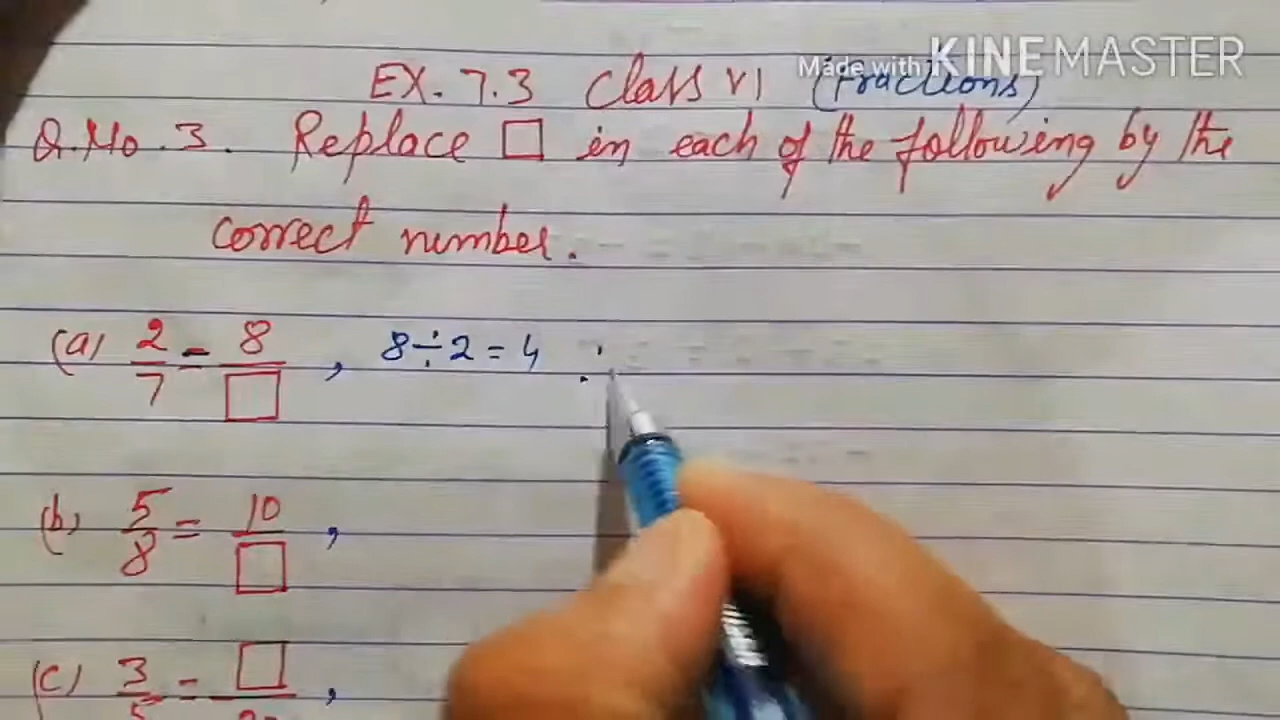 Made with KINEMASTER
EX. 7.3 Class VI (Fractions)
Q.No.3. Replace □ in each of the following by the
correct number.
(a) 2/7 = 8/□ , 8÷2=4 ∴
(b) 5/8 = 10/□ ,
(c) 3/5 = □/ ,